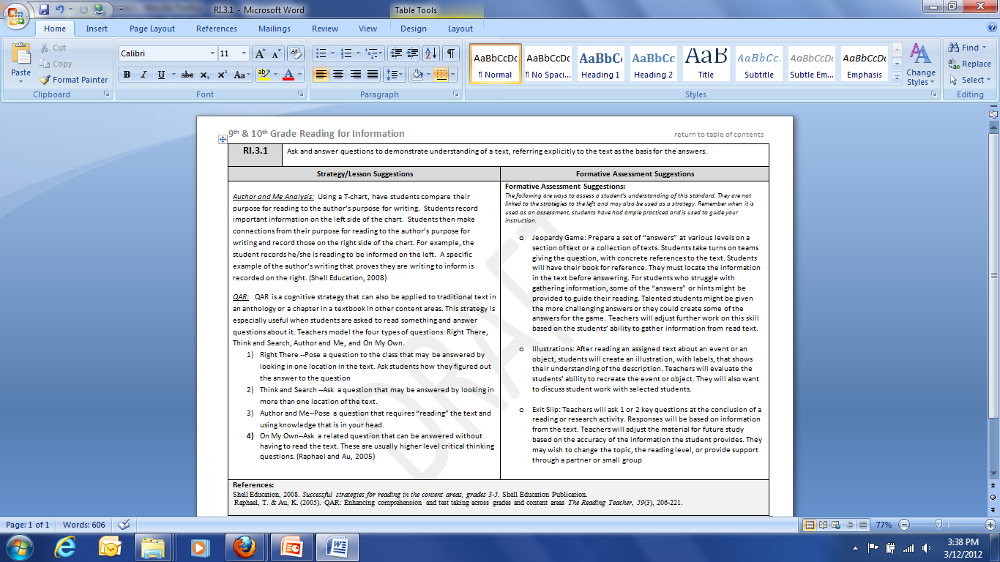 RI.3.1 - Microsoft Word
Table Tools
Home Insert Page Layout References Mailings Review View Design Layout
Paste
Cut
Copy
Format Painter
Clipboard
Calibri 11
Font
Paragraph
AaBbCcDc AaBbCcDc AaBbC AaBbCc AaB AaBbCc. AaBbCcDc AaBbCcDc
¶ Normal ¶ No Spaci... Heading 1 Heading 2 Title Subtitle Subtle Em... Emphasis
Change Styles
Styles
Find
Replace
Select
Editing
9th & 10th Grade Reading for Information
return to table of contents
RI.3.1 Ask and answer questions to demonstrate understanding of a text, referring explicitly to the text as the basis for the answers.
Strategy/Lesson Suggestions
Author and Me Analysis: Using a T-chart, have students compare their
purpose for reading to the author's purpose for writing. Students record
important information on the left side of the chart. Students then make
connections from their purpose for reading to the author's purpose for
writing and record those on the right side of the chart. For example, the
student records he/she is reading to be informed on the left. A specific
example of the author's writing that proves they are writing to inform is
recorded on the right. (Shell Education, 2008)
QAR: QAR is a cognitive strategy that can also be applied to traditional text in
an anthology or a chapter in a textbook in other content areas. This strategy is
especially useful when students are asked to read something and answer
questions about it. Teachers model the four types of questions: Right There,
Think and Search, Author and Me, and On My Own.
1) Right There --Pose a question to the class that may be answered by
looking in one location in the text. Ask students how they figured out
the answer to the question
2) Think and Search --Ask a question that may be answered by looking in
more than one location of the text.
3) Author and Me--Pose a question that requires “reading” the text and
using knowledge that is in your head.
4) On My Own--Ask a related question that can be answered without
having to read the text. These are usually higher level critical thinking
questions. (Raphael and Au, 2005)
Formative Assessment Suggestions
Formative Assessment Suggestions:
The following are ways to assess a student's understanding of this standard. They are not
linked to the strategies to the left and may also be used as a strategy. Remember when it is
used as an assessment, students have had ample practiced and is used to guide your
instruction.
o Jeopardy Game: Prepare a set of “answers” at various levels on a
section of text or a collection of texts. Students take turns on teams
giving the question, with concrete references to the text. Students
will have their book for reference. They must locate the information
in the text before answering. For students who struggle with
gathering information, some of the “answers” or hints might be
provided to guide their reading. Talented students might be given
the more challenging answers or they could create some of the
answers for the game. Teachers will adjust further work on this skill
based on the students' ability to gather information from read text.
o Illustrations: After reading an assigned text about an event or an
object, students will create an illustration, with labels, that shows
their understanding of the description. Teachers will evaluate the
students' ability to recreate the event or object. They will also want
to discuss student work with selected students.
o Exit Slip: Teachers will ask 1 or 2 key questions at the conclusion of a
reading or research activity. Responses will be based on information
from the text. Teachers will adjust the material for future study
based on the accuracy of the information the student provides. They
may wish to change the topic, the reading level, or provide support
through a partner or small group
DRAFT
References:
Shell Education, 2008. Successful strategies for reading in the content areas, grades 3-5. Shell Education Publication.
Raphael, T. & Au, K. (2005). QAR: Enhancing comprehension and test taking across grades and content areas The Reading Teacher, 59(3), 206-221.
Page: 1 of 1 Words: 606 77%
3:38 PM
3/12/2012